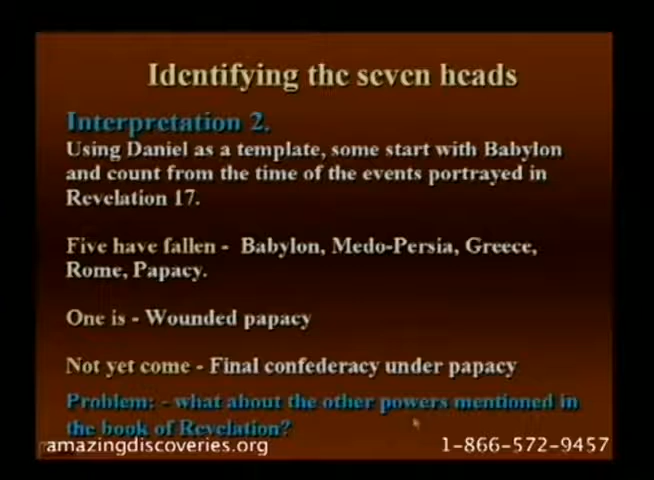 Identifying the seven heads
Interpretation 2.
Using Daniel as a template, some start with Babylon
and count from the time of the events portrayed in
Revelation 17.
Five have fallen - Babylon, Medo-Persia, Greece,
Rome, Papacy.
One is - Wounded papacy
Not yet come - Final confederacy under papacy
Problem: - what about the other powers mentioned in
the book of Revelation?
amazingdiscoveries.org 1-866-572-9457